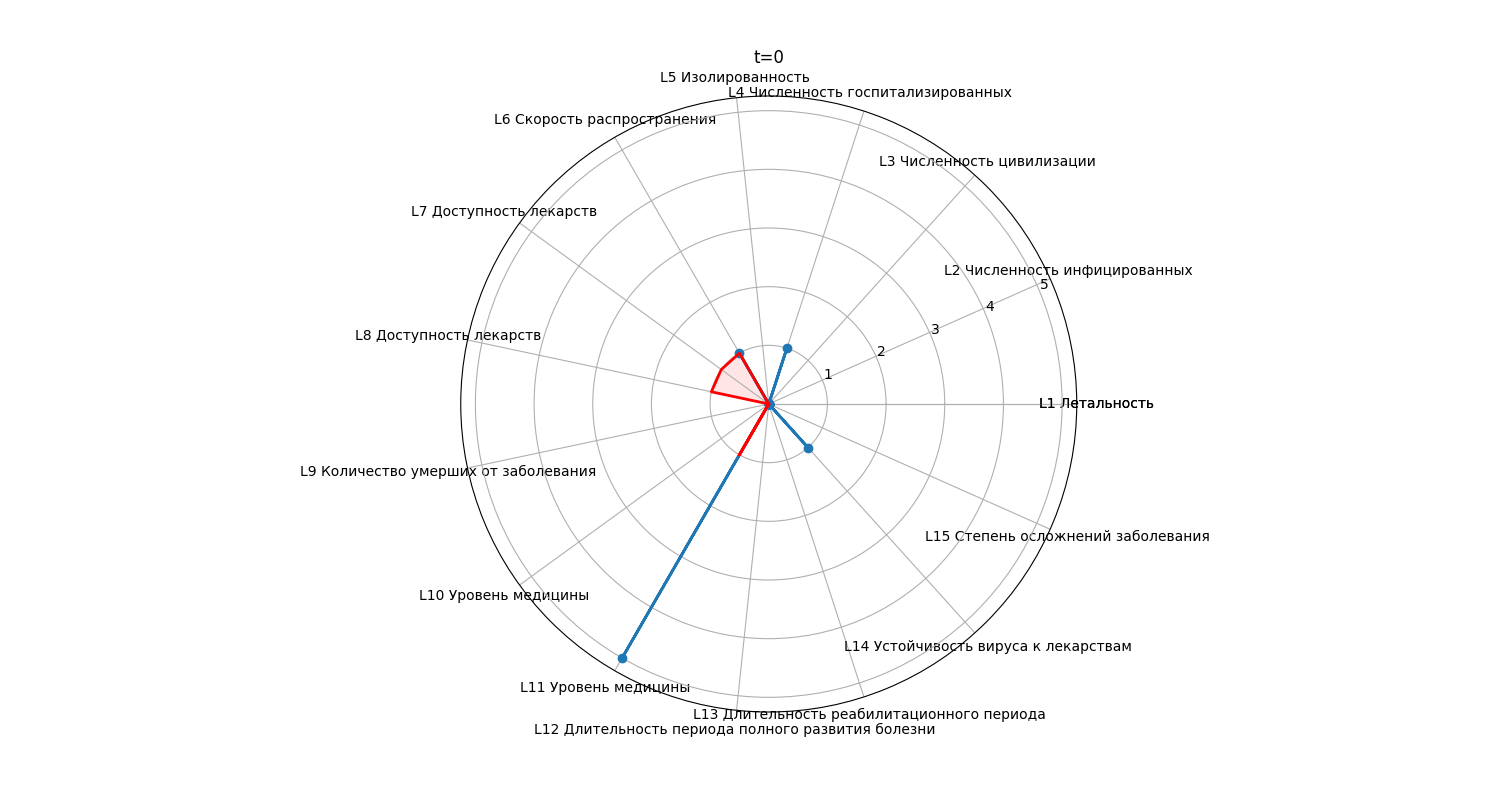 t=0
L5 Изолированность
L4 Численность госпитализированных
L6 Скорость распространения
L3 Численность цивилизации
L7 Доступность лекарств
L2 Численность инфицированных
5
4
3
L8 Доступность лекарств
2
1
L1 Летальность
L9 Количество умерших от заболевания
L15 Степень осложнений заболевания
L10 Уровень медицины
L14 Устойчивость вируса к лекарствам
L11 Уровень медицины
L13 Длительность реабилитационного периода
L12 Длительность периода полного развития болезни